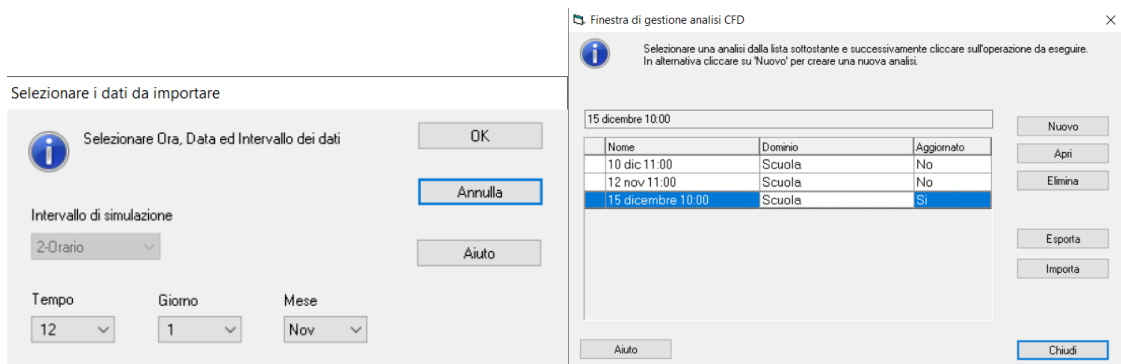 Selezionare i dati da importare
Selezionare Ora, Data ed Intervallo dei dati
OK
Annulla
Intervallo di simulazione
2-Orario
Aiuto
Tempo Giorno Mese
12 1 Nov
Finestra di gestione analisi CFD
Selezionare una analisi dalla lista sottostante e successivamente cliccare sull'operazione da eseguire.
In alternativa cliccare su 'Nuovo' per creare una nuova analisi.
15 dicembre 10:00
Nuovo
Nome Dominio Aggiornato
Apri
10 dic 11:00 Scuola No
12 nov 11:00 Scuola No
Elimina
15 dicembre 10:00 Scuola Si
Esporta
Importa
Aiuto
Chiudi